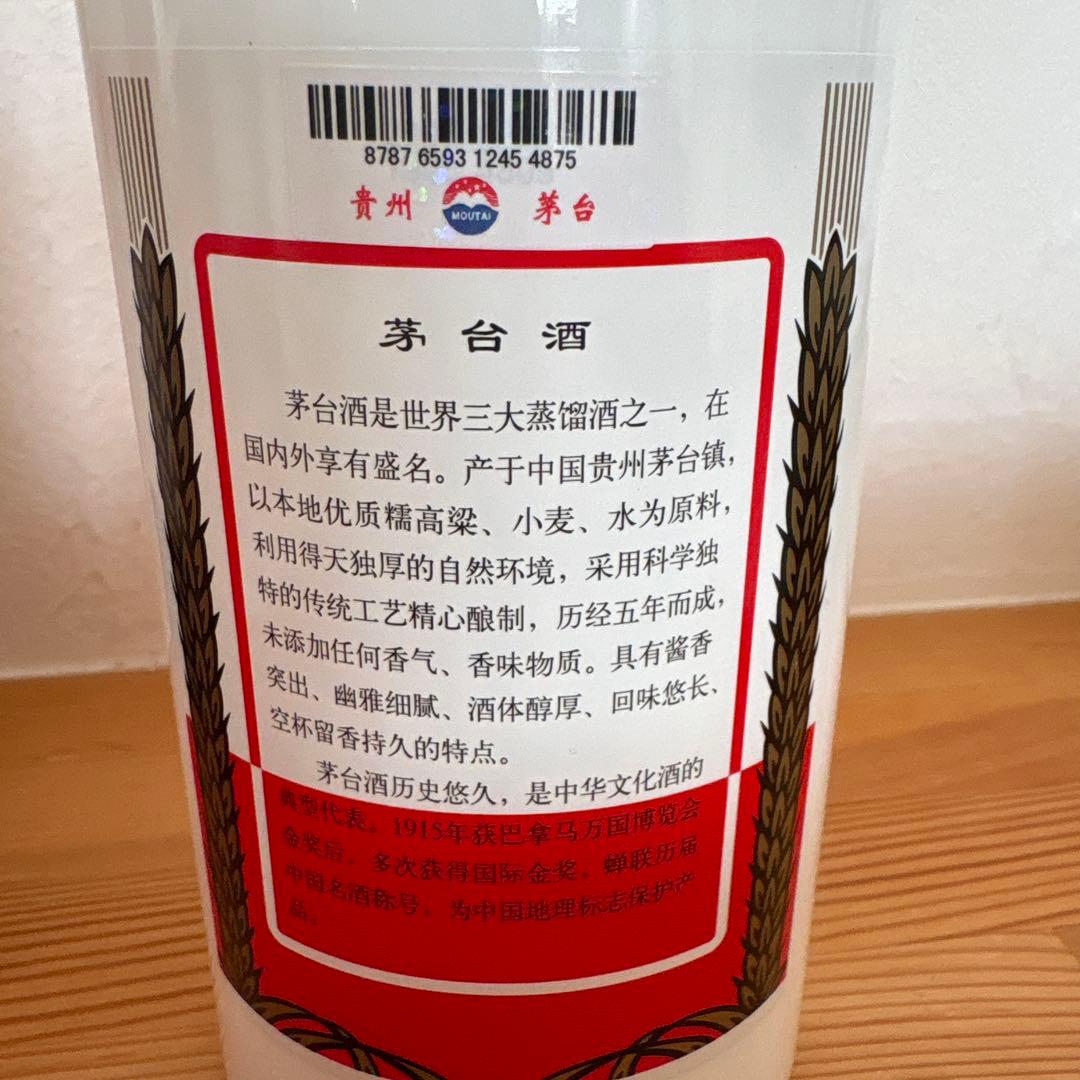 8787 6593 1245 4875
贵州 MOUTAI 茅台
茅台酒
茅台酒是世界三大蒸馏酒之一，在
国内外享有盛名。产于中国贵州茅台镇，
以本地优质糯高粱、小麦、水为原料，
利用得天独厚的自然环境，采用科学独
特的传统工艺精心酿制，历经五年而成，
未添加任何香气、香味物质。具有酱香
突出、幽雅细腻、酒体醇厚、回味悠长、
空杯留香持久的特点。
茅台酒历史悠久，是中华文化酒的
典型代表。1915年获巴拿马万国博览会
金奖后，多次获得国际金奖，蝉联历届
中国名酒称号，为中国地理标志保护产
品。